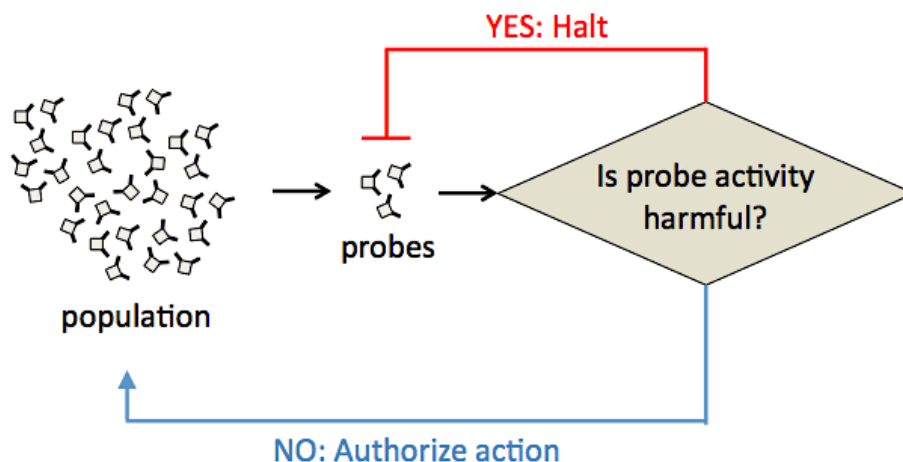 YES: Halt
Is probe activity
harmful?
probes
population
NO: Authorize action